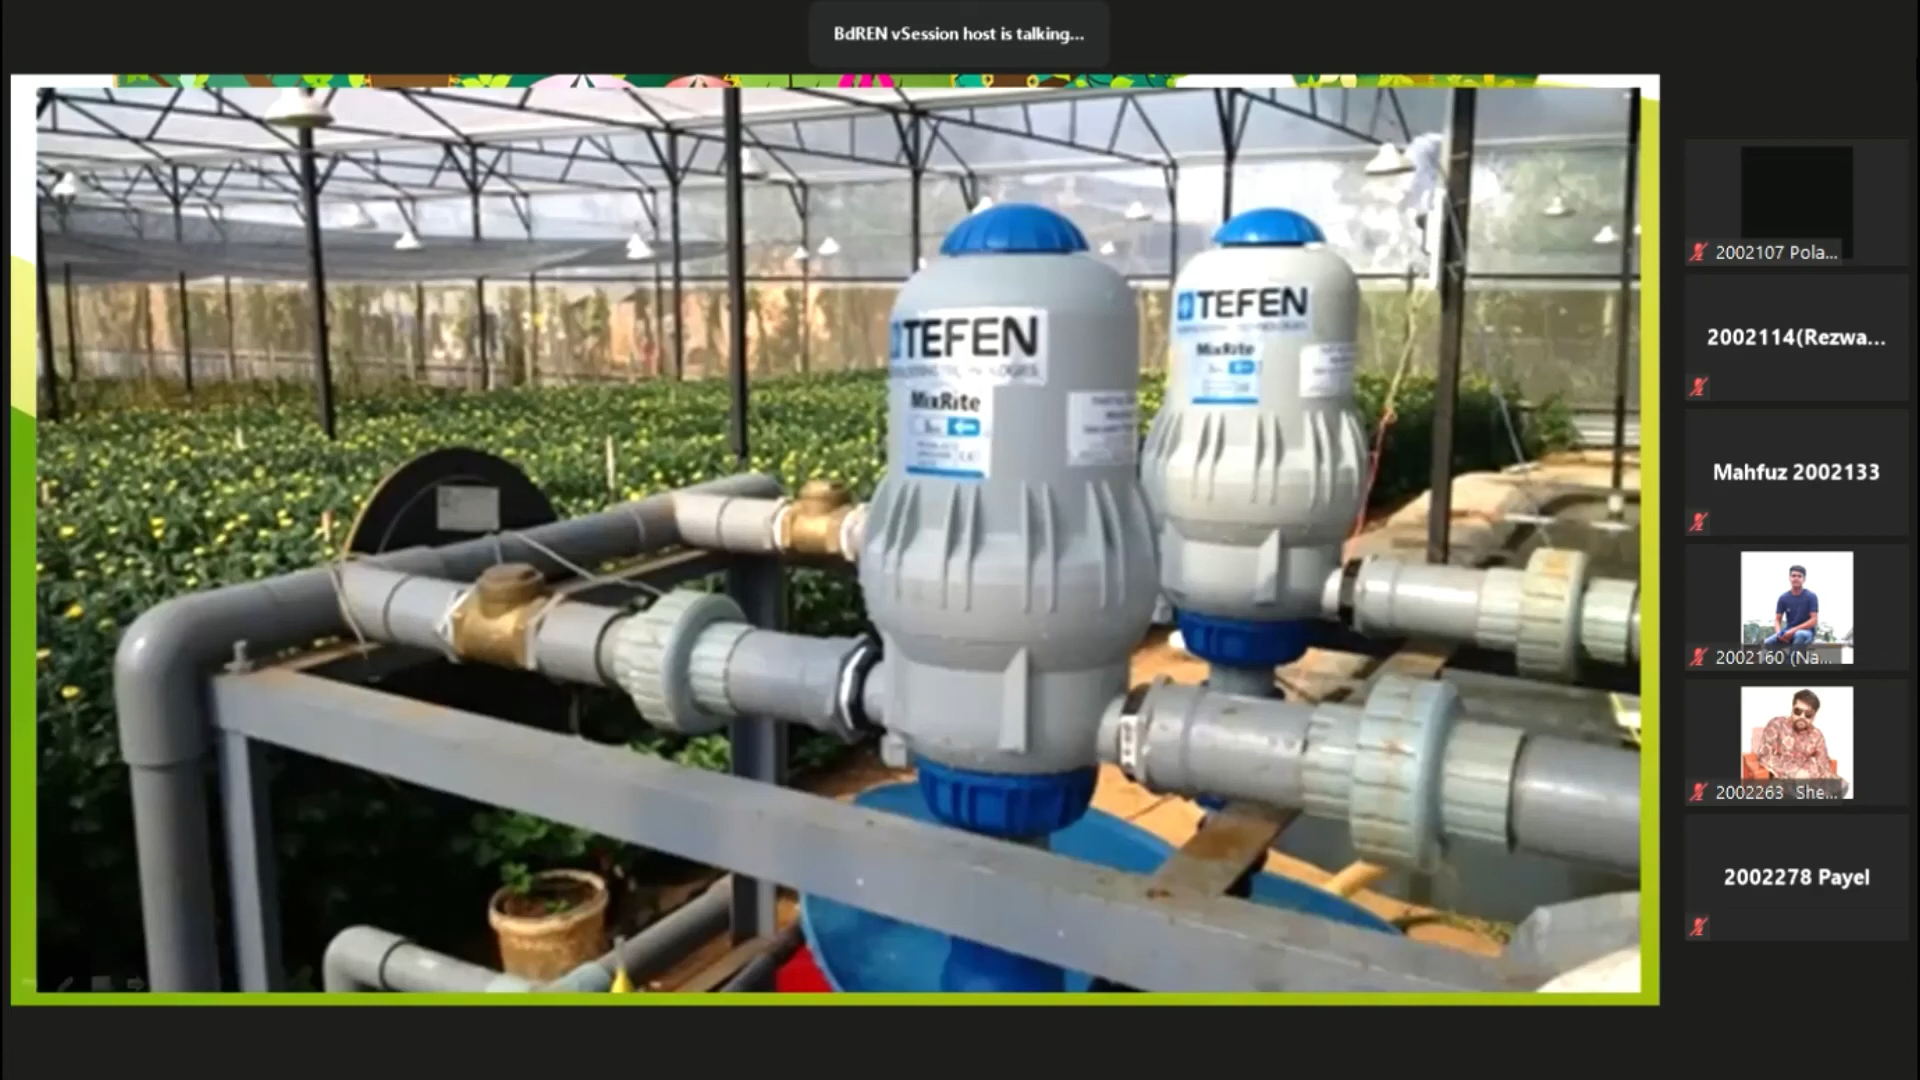 BdREN vSession host is talking...
TEFEN
MixRite
TEFEN
MixRite
2002107 Pola...
2002114(Rezwa...
Mahfuz 2002133
2002160 (Na...
2002263 She...
2002278 Payel